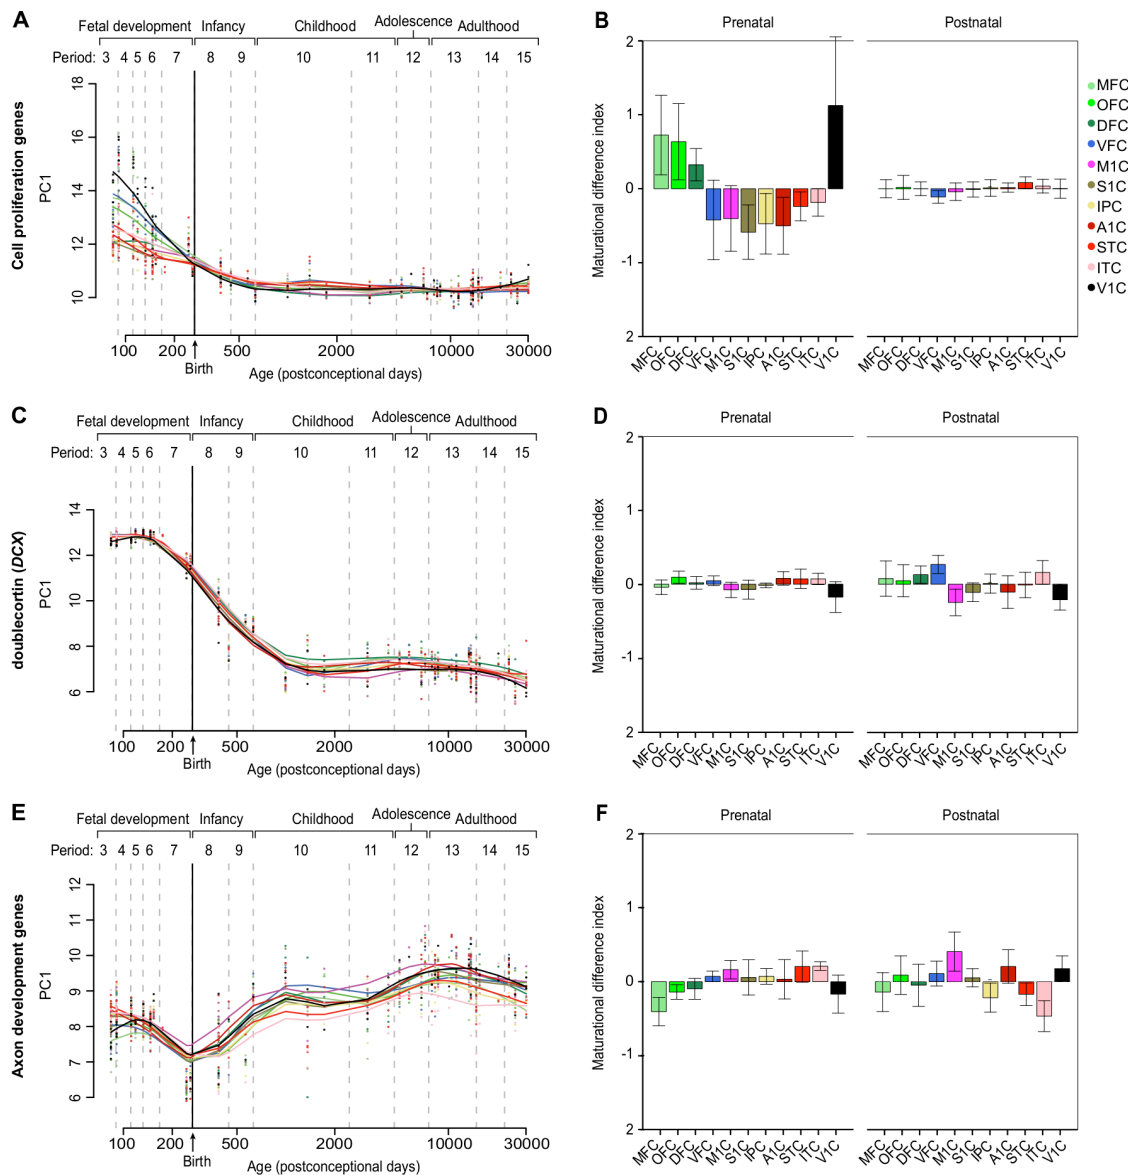 A
Fetal development Infancy Childhood Adolescence Adulthood
Period: 3 4 5 6 7 8 9 10 11 12 13 14 15
Cell proliferation genes
PC1
18
16
14
12
10
100 200 500 2000 10000 30000
Birth
Age (postconceptional days)
B
Prenatal Postnatal
Maturational difference index
2
1
0
-1
2
MFC OFC DFC VFC M1C S1C IPC A1C STC ITC V1C
MFC OFC DFC VFC M1C S1C IPC A1C STC ITC V1C
MFC
OFC
DFC
VFC
M1C
S1C
IPC
A1C
STC
ITC
V1C
C
Fetal development Infancy Childhood Adolescence Adulthood
Period: 3 4 5 6 7 8 9 10 11 12 13 14 15
doublecortin (DCX)
PC1
14
12
10
8
6
100 200 500 2000 10000 30000
Birth
Age (postconceptional days)
D
Prenatal Postnatal
Maturational difference index
2
1
0
-1
2
MFC OFC DFC VFC M1C S1C IPC A1C STC ITC V1C
MFC OFC DFC VFC M1C S1C IPC A1C STC ITC V1C
E
Fetal development Infancy Childhood Adolescence Adulthood
Period: 3 4 5 6 7 8 9 10 11 12 13 14 15
Axon development genes
PC1
12
11
10
9
8
7
6
100 200 500 2000 10000 30000
Birth
Age (postconceptional days)
F
Prenatal Postnatal
Maturational difference index
2
1
0
-1
2
MFC OFC DFC VFC M1C S1C IPC A1C STC ITC V1C
MFC OFC DFC VFC M1C S1C IPC A1C STC ITC V1C